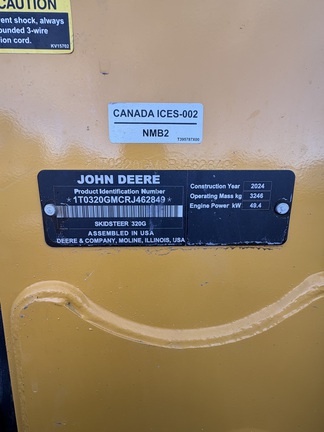 CAUTION
ent shock, always
ounded 3-wire
ion cord.
KV15762
CANADA ICES-002
NMB2
JOHN DEERE
Product Identification Number
*1T0320GMCRJ462849*
SKIDSTEER 320G
ASSEMBLED IN USA
DEERE & COMPANY, MOLINE, ILLINOIS, USA
Construction Year 2024
Operating Mass kg 3246
Engine Power kW 49.4